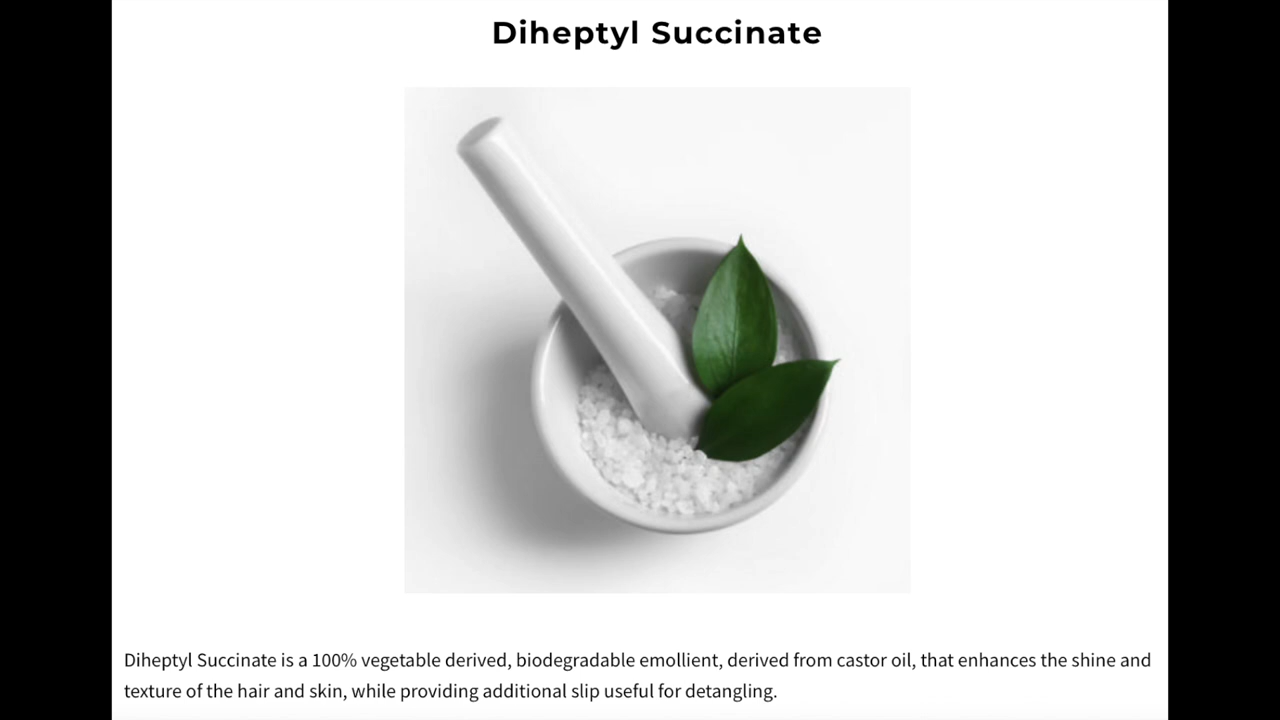 Diheptyl Succinate
Diheptyl Succinate is a 100% vegetable derived, biodegradable emollient, derived from castor oil, that enhances the shine and
texture of the hair and skin, while providing additional slip useful for detangling.